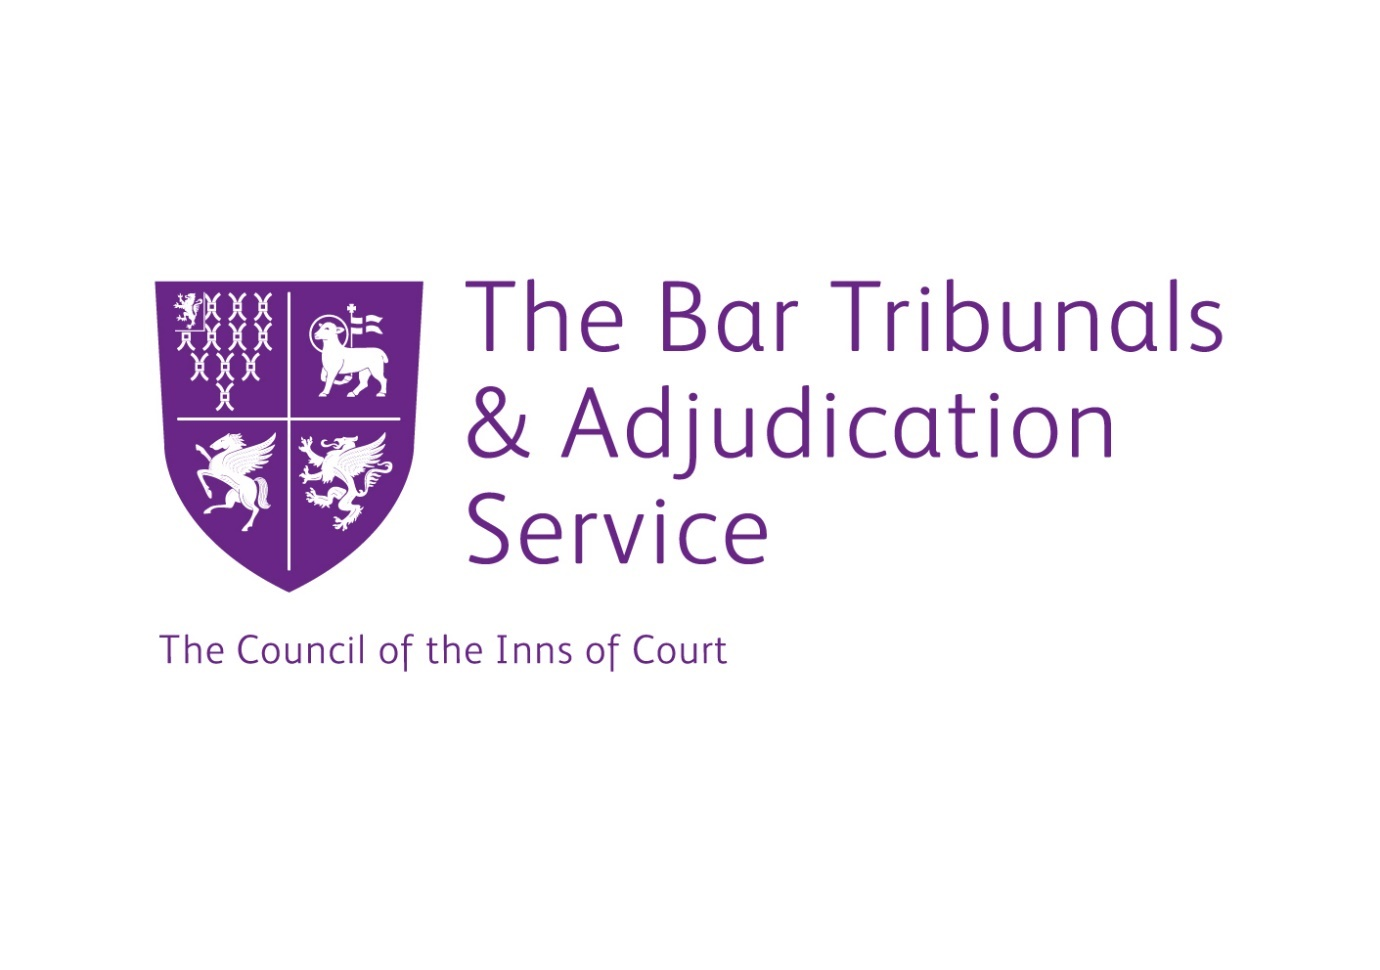 The Bar Tribunals
& Adjudication
Service
The Council of the Inns of Court